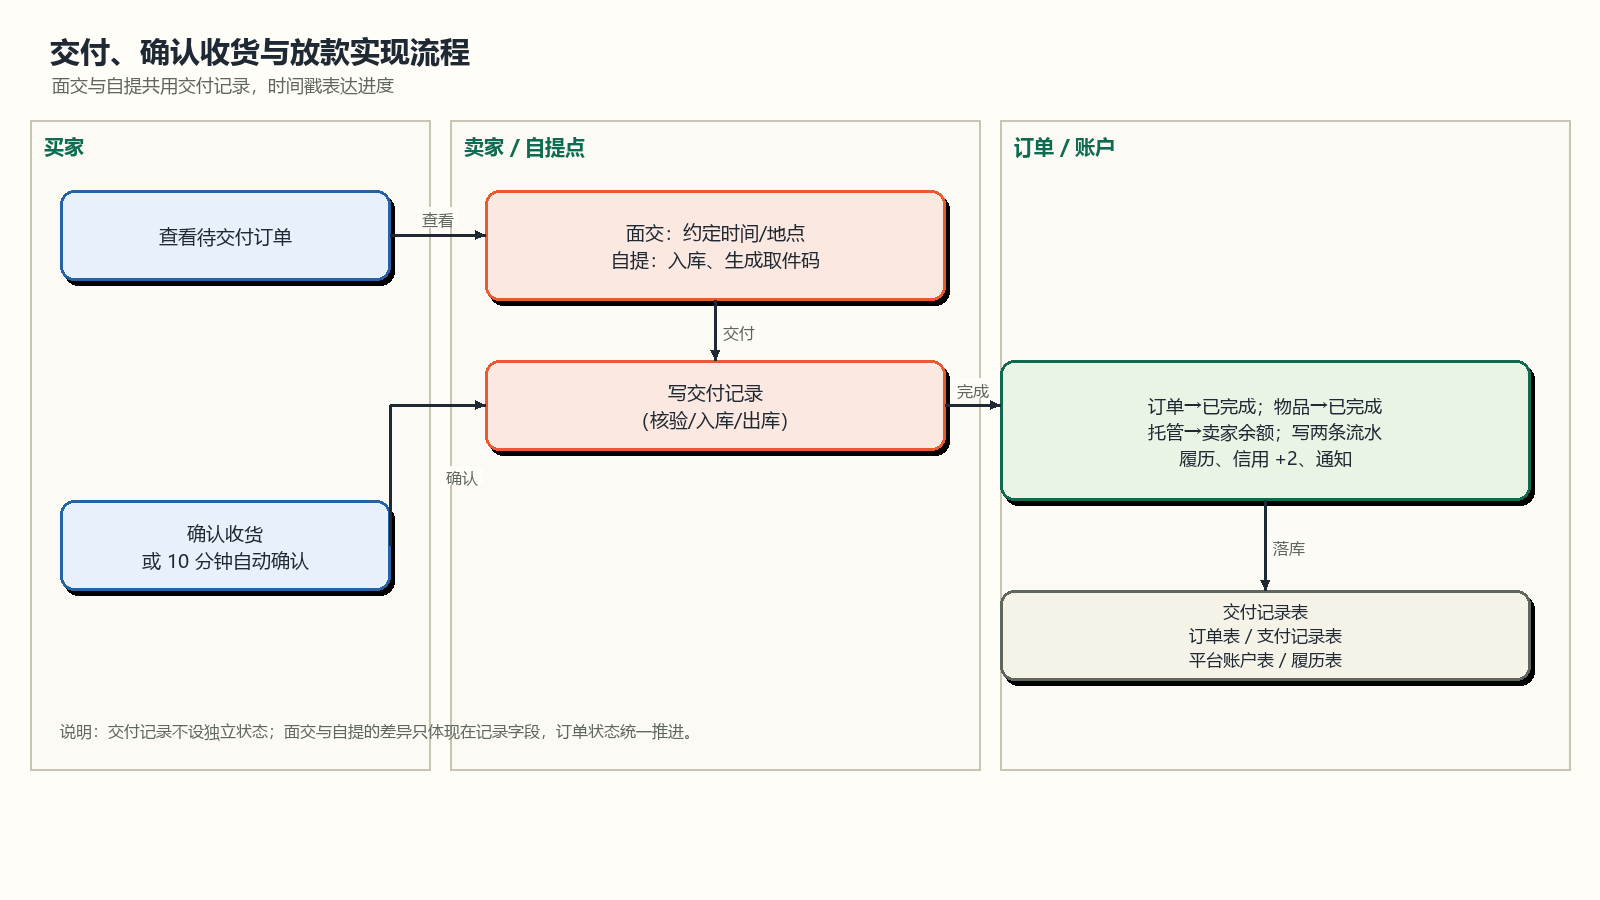 交付、确认收货与放款实现流程
面交与自提共用交付记录，时间戳表达进度
买家
卖家 / 自提点
订单 / 账户
查看待交付订单
查看
面交：约定时间/地点
自提：入库、生成取件码
交付
写交付记录
（核验/入库/出库）
完成
订单→已完成；物品→已完成
托管→卖家余额；写两条流水
履历、信用 +2、通知
确认
确认收货
或 10 分钟自动确认
落库
交付记录表
订单表 / 支付记录表
平台账户表 / 履历表
说明：交付记录不设独立状态；面交与自提的差异只体现在记录字段，订单状态统一推进。